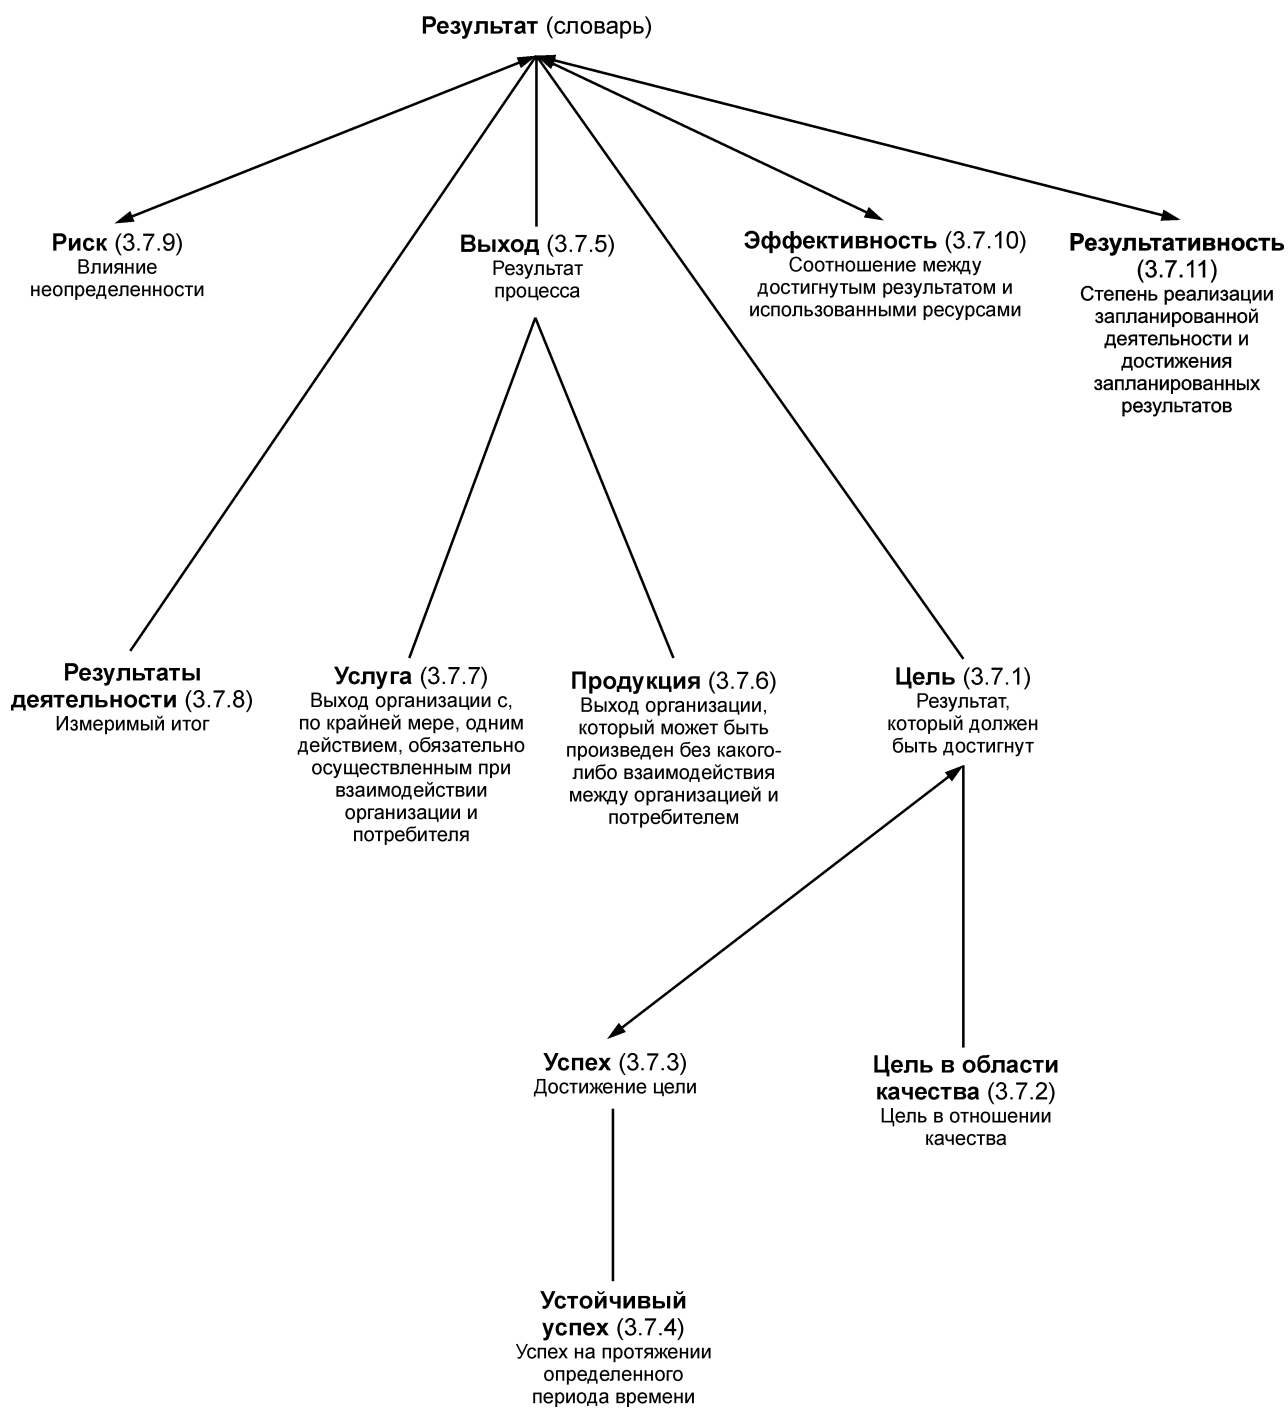 Результат (словарь)
Риск (3.7.9)
Влияние
неопределенности
Выход (3.7.5)
Результат
процесса
Эффективность (3.7.10)
Соотношение между
достигнутым результатом и
использованными ресурсами
Результативность
(3.7.11)
Степень реализации
запланированной
деятельности и
достижения
запланированных
результатов
Результаты
деятельности (3.7.8)
Измеримый итог
Услуга (3.7.7)
Выход организации с,
по крайней мере, одним
действием, обязательно
осуществленным при
взаимодействии
организации и
потребителя
Продукция (3.7.6)
Выход организации,
который может быть
произведен без какого-
либо взаимодействия
между организацией и
потребителем
Цель (3.7.1)
Результат,
который должен
быть достигнут
Успех (3.7.3)
Достижение цели
Цель в области
качества (3.7.2)
Цель в отношении
качества
Устойчивый
успех (3.7.4)
Успех на протяжении
определенного
периода времени